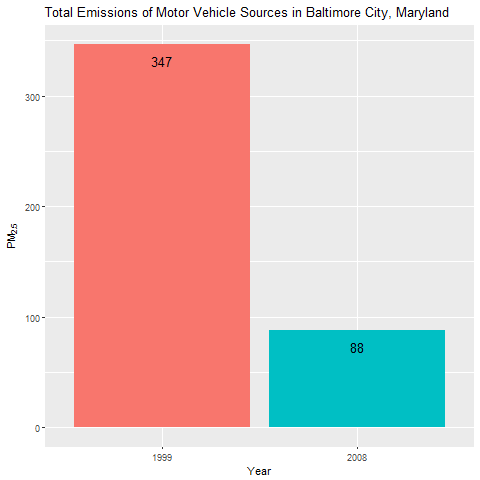 Total Emissions of Motor Vehicle Sources in Baltimore City, Maryland
347
300
200
PM2.5
100
88
0
1999
2008
Year